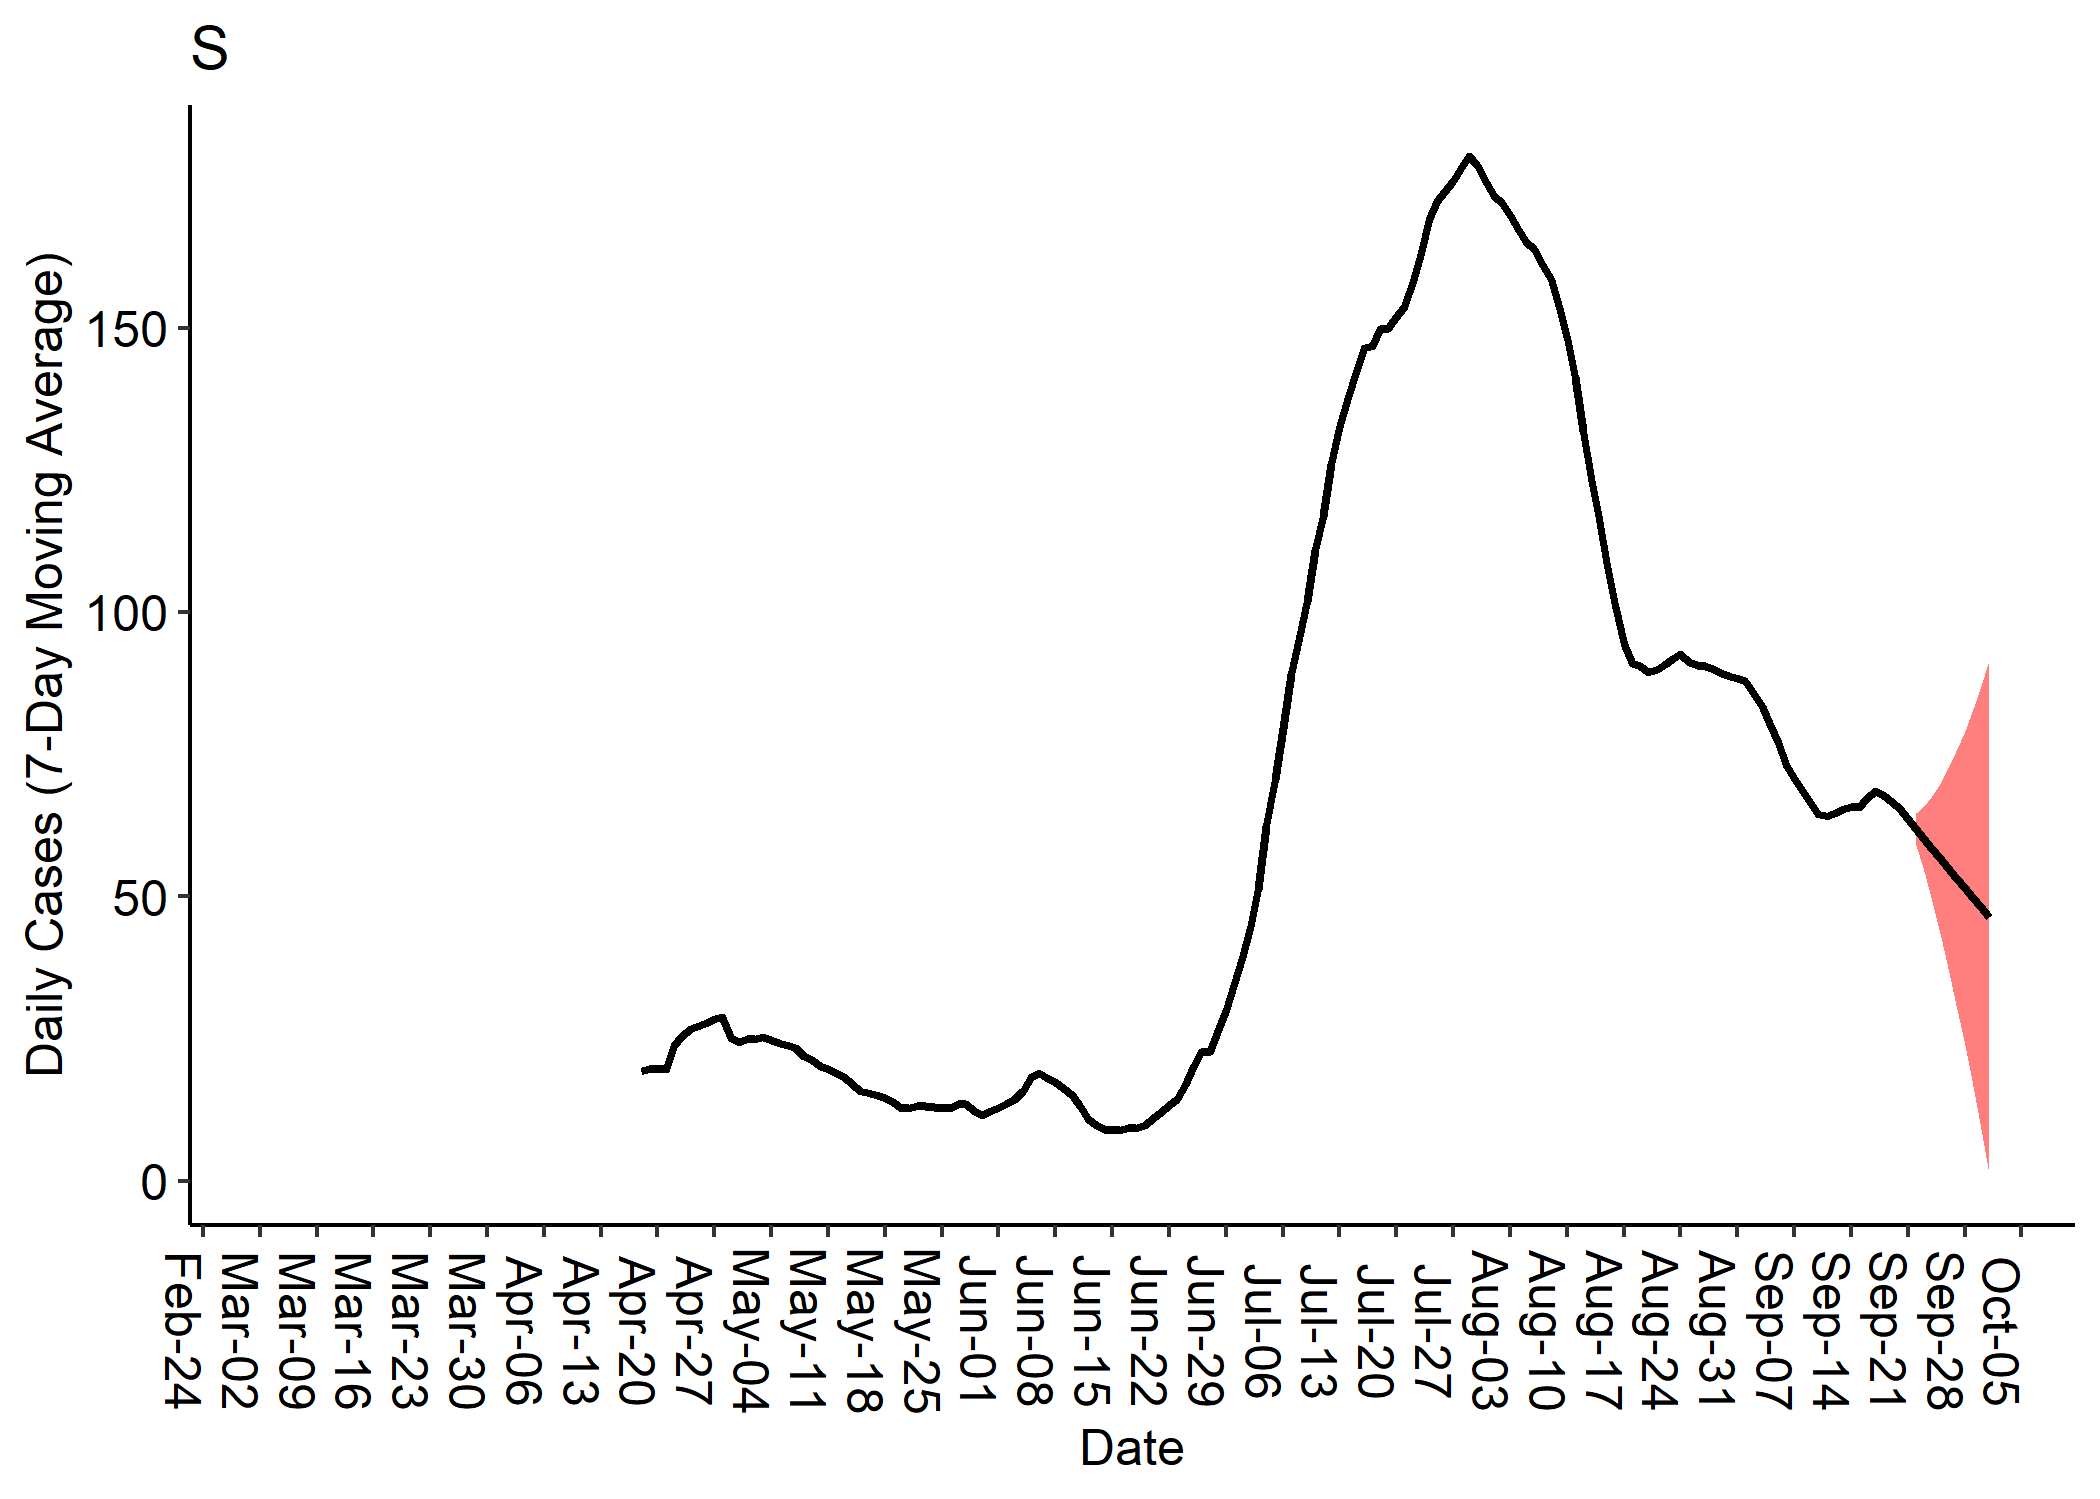 S
Daily Cases (7-Day Moving Average)
150
100
50
0
Feb-24
Mar-02
Mar-09
Mar-16
Mar-23
Mar-30
Apr-06
Apr-13
Apr-20
Apr-27
May-04
May-11
May-18
May-25
Jun-01
Jun-08
Jun-15
Jun-22
Jun-29
Jul-06
Jul-13
Jul-20
Jul-27
Aug-03
Aug-10
Aug-17
Aug-24
Aug-31
Sep-07
Sep-14
Sep-21
Sep-28
Oct-05
Date